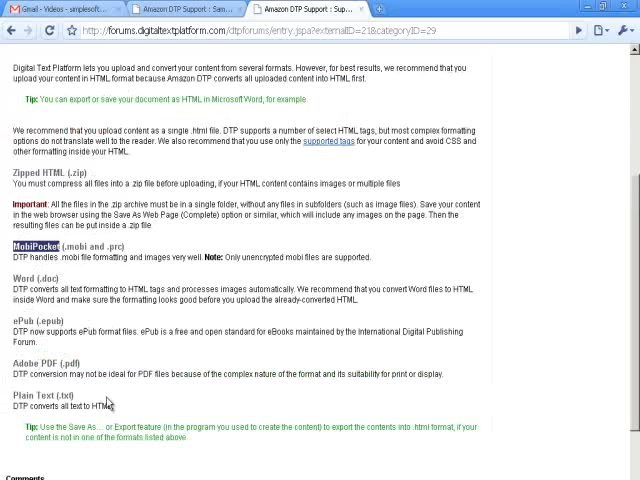 Gmail - Videos - simplesoft...
Amazon DTP Support : Sam...
Amazon DTP Support : Sup...
http://forums.digitaltextplatform.com/dtpforums/entry.jspa?externalID=21&categoryID=29
Digital Text Platform lets you upload and convert your content from several formats. However, for best results, we recommend that you
upload your content in HTML format because Amazon DTP converts all uploaded content into HTML first.
Tip: You can export or save your document as HTML in Microsoft Word, for example.
We recommend that you upload content as a single .html file. DTP supports a number of select HTML tags, but most complex formatting
options do not translate well to the reader. We also recommend that you use only the supported tags for your content and avoid CSS and
other formatting inside your HTML.
Zipped HTML (.zip)
You must compress all files into a .zip file before uploading, if your HTML content contains images or multiple files
Important: All the files in the .zip archive must be in a single folder, without any files in subfolders (such as image files). Save your content
in the web browser using the Save As Web Page (Complete) option or similar, which will include any images on the page. Then the
resulting files can be put inside a .zip file
MobiPocket (.mobi and .prc)
DTP handles .mobi file formatting and images very well. Note: Only unencrypted mobi files are supported.
Word (.doc)
DTP converts all text formatting to HTML tags and processes images automatically. We recommend that you convert Word files to HTML
inside Word and make sure the formatting looks good before you upload the already-converted HTML.
ePub (.epub)
DTP now supports ePub format files. ePub is a free and open standard for eBooks maintained by the International Digital Publishing
Forum.
Adobe PDF (.pdf)
DTP conversion may not be ideal for PDF files because of the complex nature of the format and its suitability for print or display.
Plain Text (.txt)
DTP converts all text to HTML
Tip: Use the Save As... or Export feature (in the program you used to create the content) to export the contents into .html format, if your
content is not in one of the formats listed above.
Comments